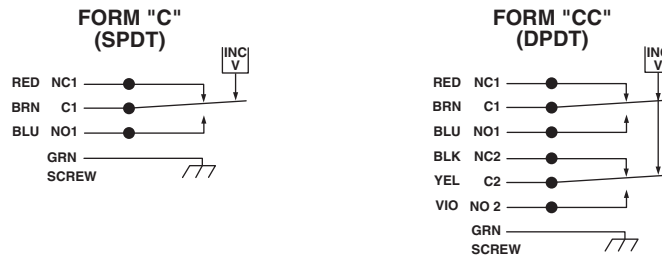 FORM "C"
(SPDT)
INC
V
RED NC1
BRN C1
BLU NO1
GRN
SCREW
FORM "CC"
(DPDT)
INC
V
RED NC1
BRN C1
BLU NO1
BLK NC2
YEL C2
VIO NO 2
GRN
SCREW